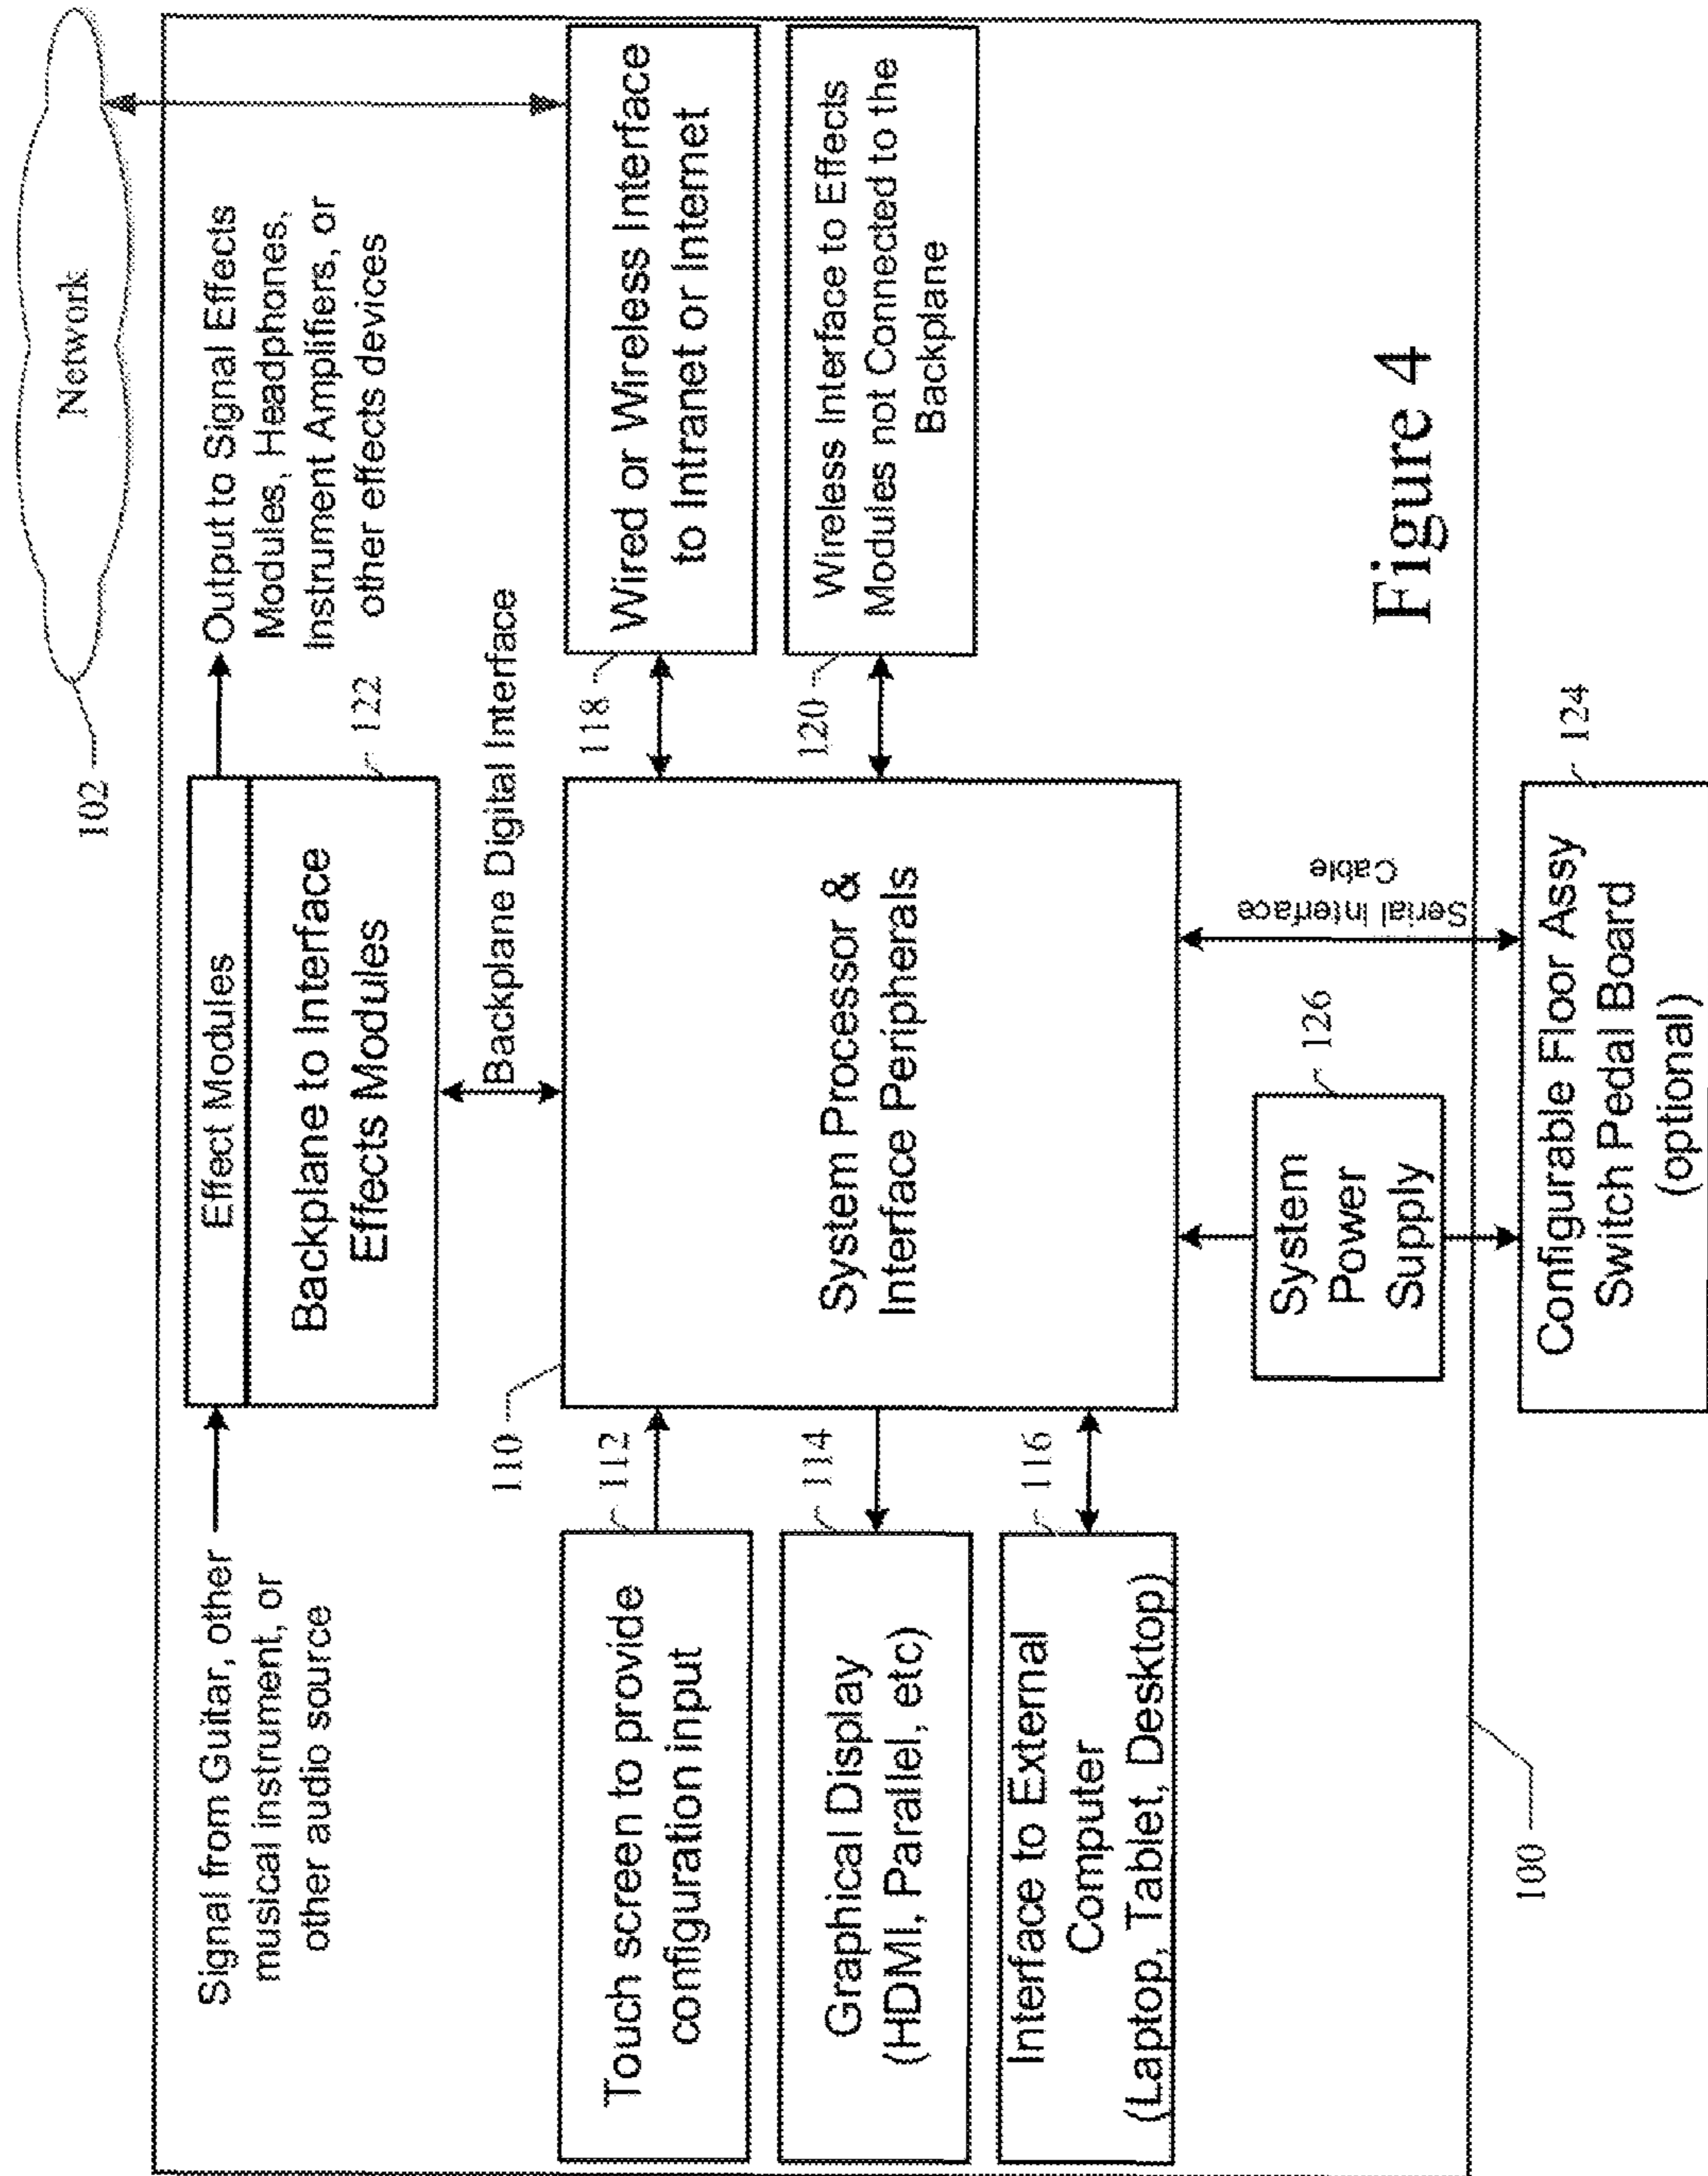 Network
102
Signal from Guitar, other
musical instrument, or
other audio source
Effect Modules
Backplane to Interface
Effects Modules
122
Output to Signal Effects
Modules, Headphones,
Instrument Amplifiers, or
other effects devices
Backplane Digital Interface
110
112
Touch screen to provide
configuration input
114
Graphical Display
(HDMI, Parallel, etc)
116
Interface to External
Computer
(Laptop, Tablet, Desktop)
System Processor &
Interface Peripherals
118
Wired or Wireless Interface
to Intranet or Internet
120
Wireless Interface to Effects
Modules not Connected to the
Backplane
System
Power
Supply
126
Serial Interface
Cable
100
Configurable Floor Assy
Switch Pedal Board
(optional)
124
Figure 4